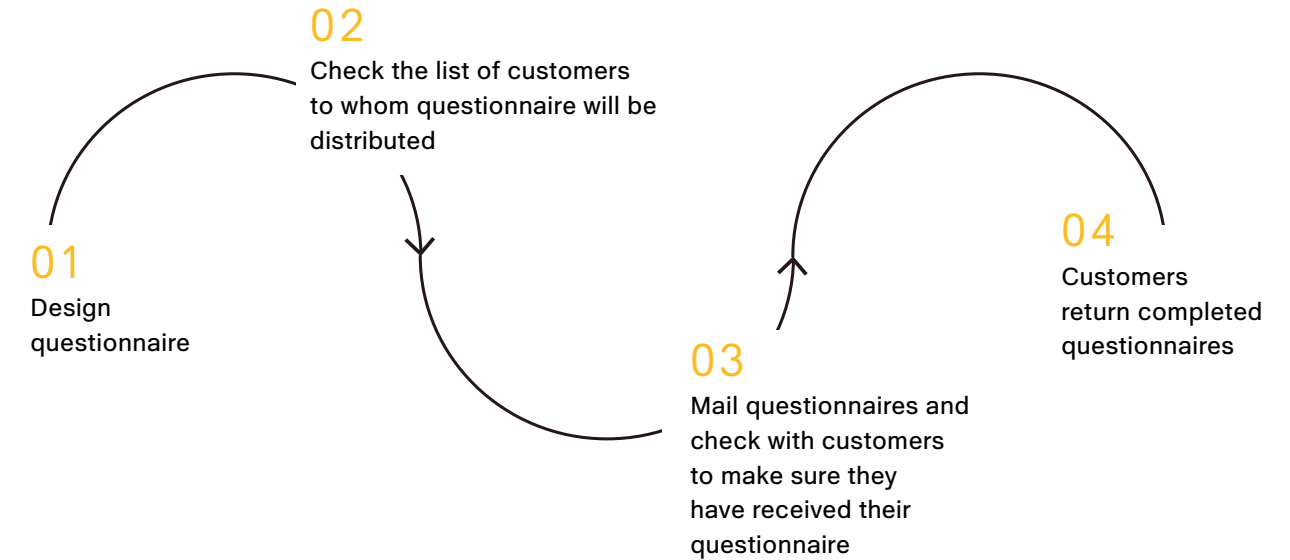 01
Design
questionnaire
02
Check the list of customers
to whom questionnaire will be
distributed
03
Mail questionnaires and
check with customers
to make sure they
have received their
questionnaire
04
Customers
return completed
questionnaires